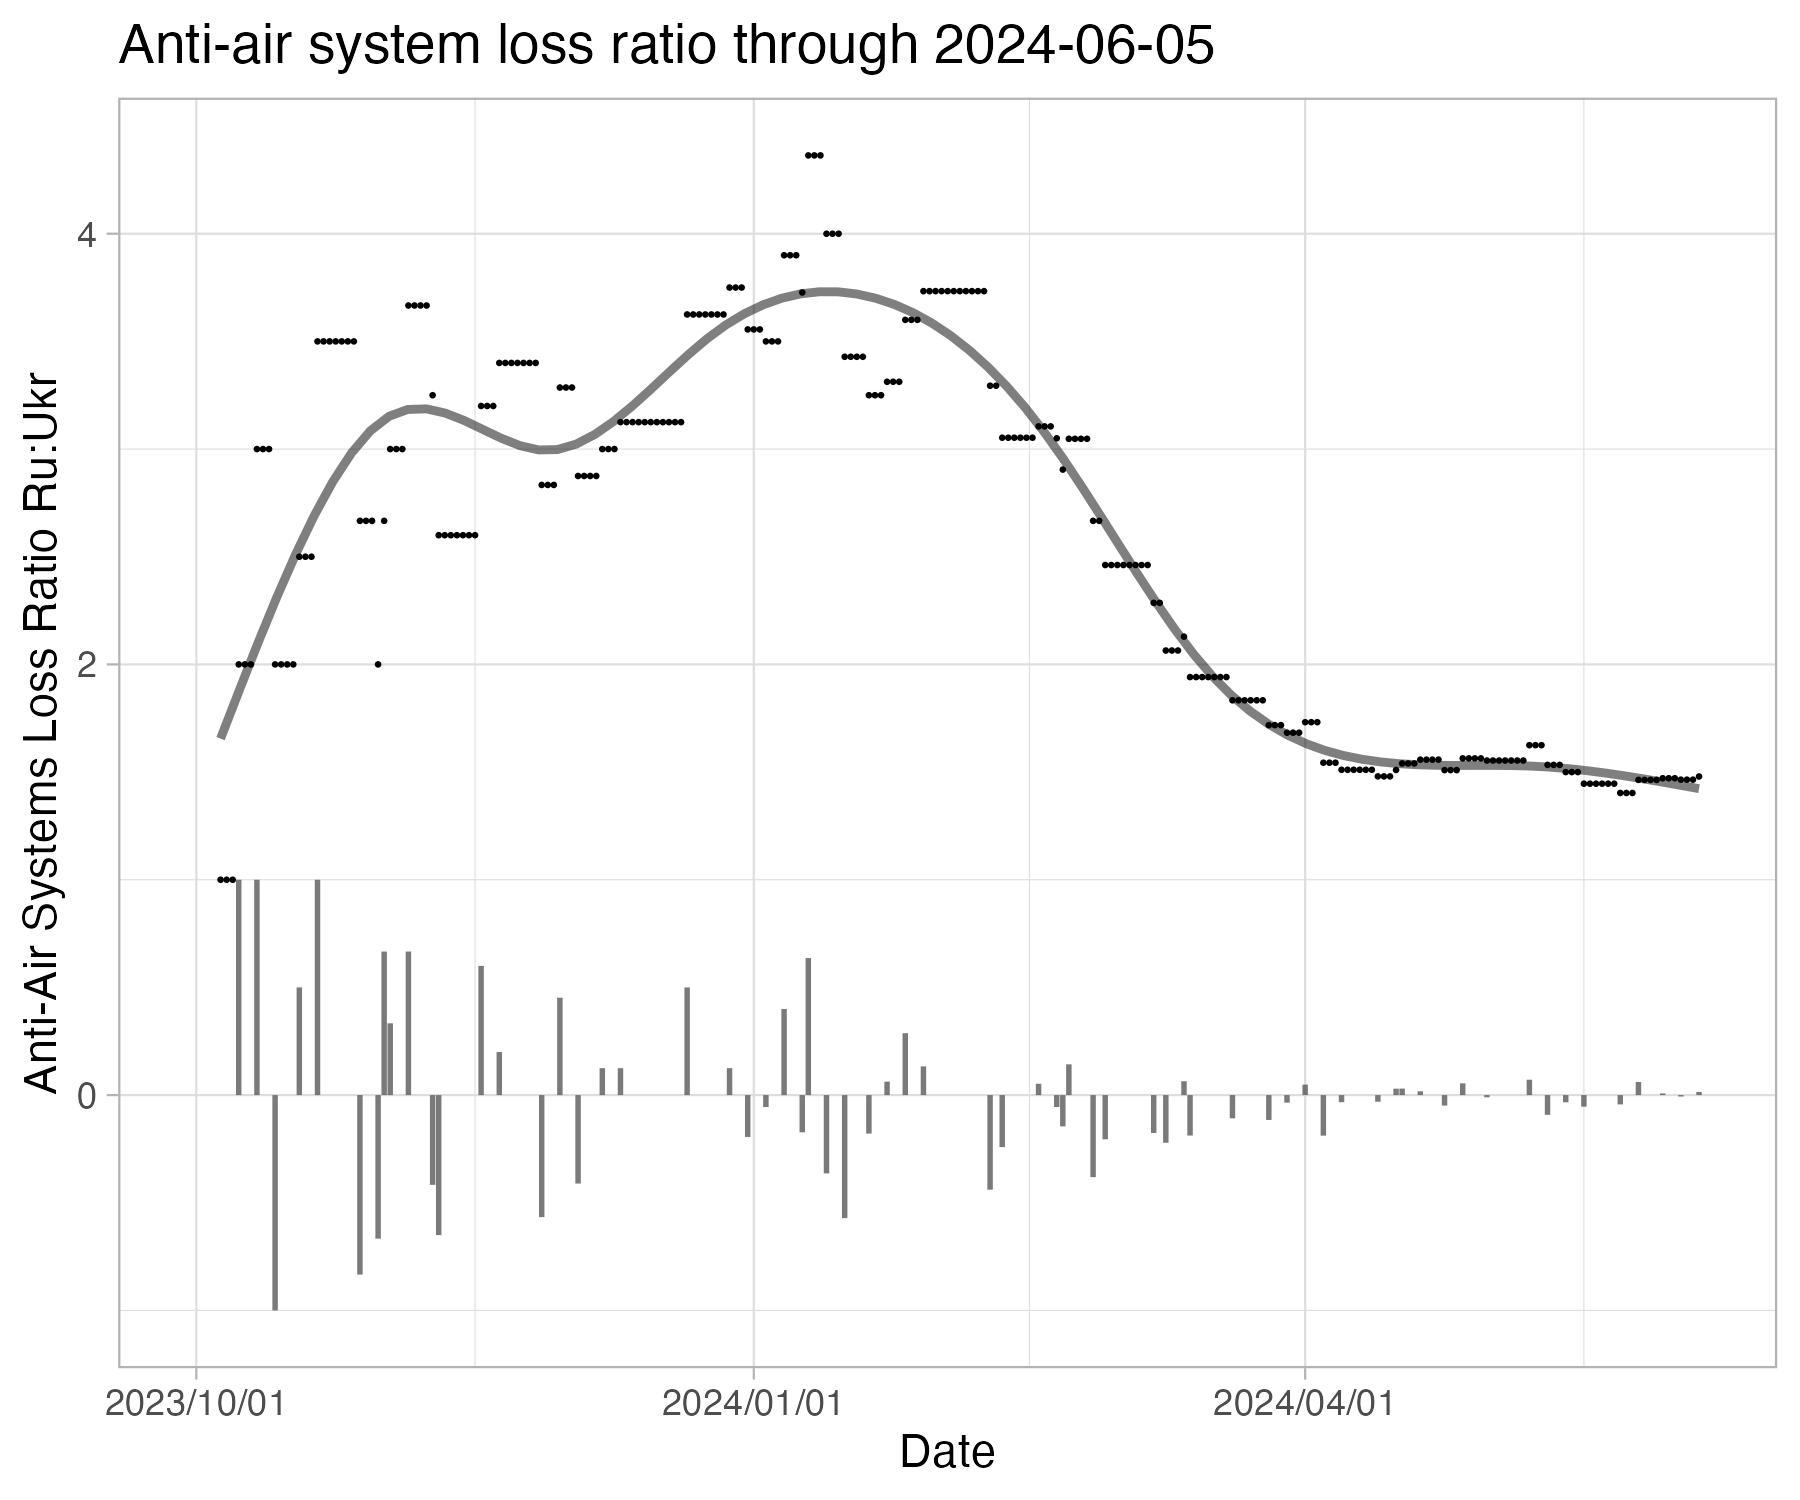 Anti-air system loss ratio through 2024-06-05
Anti-Air Systems Loss Ratio Ru:Ukr
4
2
0
2023/10/01
2024/01/01
2024/04/01
Date